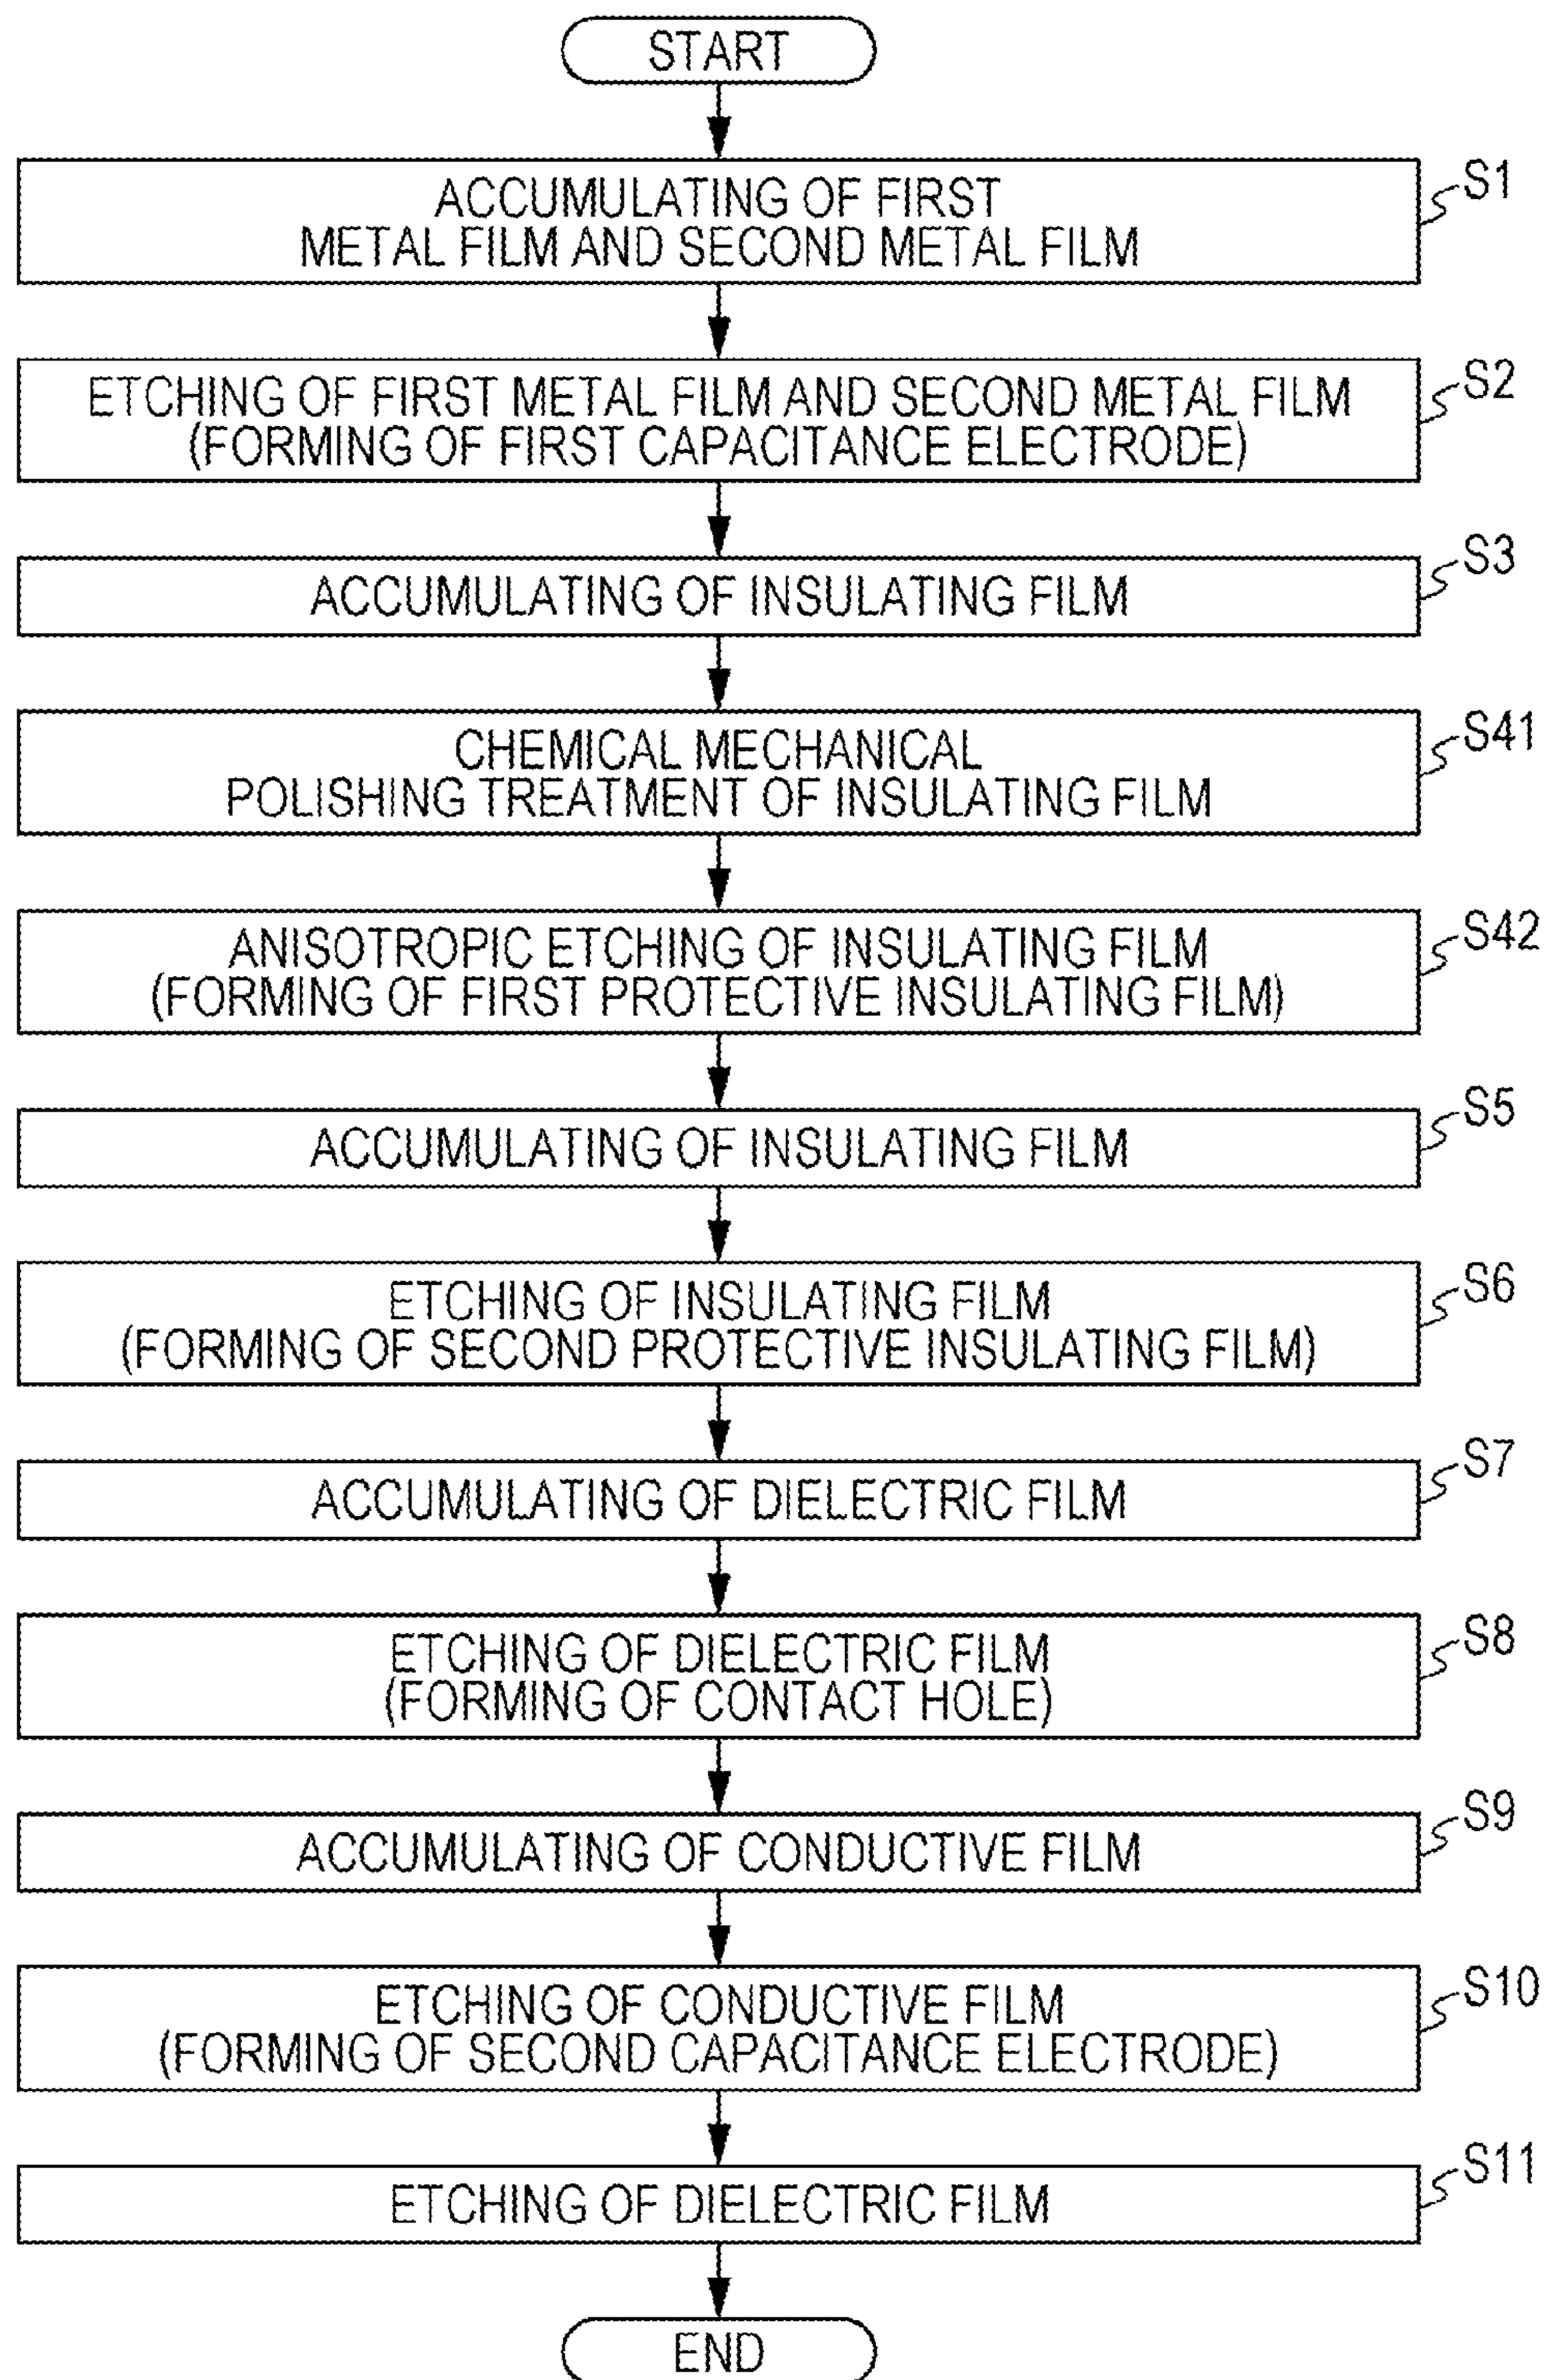 START
ACCUMULATING OF FIRST
METAL FILM AND SECOND METAL FILM
S1
ETCHING OF FIRST METAL FILM AND SECOND METAL FILM
(FORMING OF FIRST CAPACITANCE ELECTRODE)
S2
ACCUMULATING OF INSULATING FILM
S3
CHEMICAL MECHANICAL
POLISHING TREATMENT OF INSULATING FILM
S41
ANISOTROPIC ETCHING OF INSULATING FILM
(FORMING OF FIRST PROTECTIVE INSULATING FILM)
S42
ACCUMULATING OF INSULATING FILM
S5
ETCHING OF INSULATING FILM
(FORMING OF SECOND PROTECTIVE INSULATING FILM)
S6
ACCUMULATING OF DIELECTRIC FILM
S7
ETCHING OF DIELECTRIC FILM
(FORMING OF CONTACT HOLE)
S8
ACCUMULATING OF CONDUCTIVE FILM
S9
ETCHING OF CONDUCTIVE FILM
(FORMING OF SECOND CAPACITANCE ELECTRODE)
S10
ETCHING OF DIELECTRIC FILM
S11
END